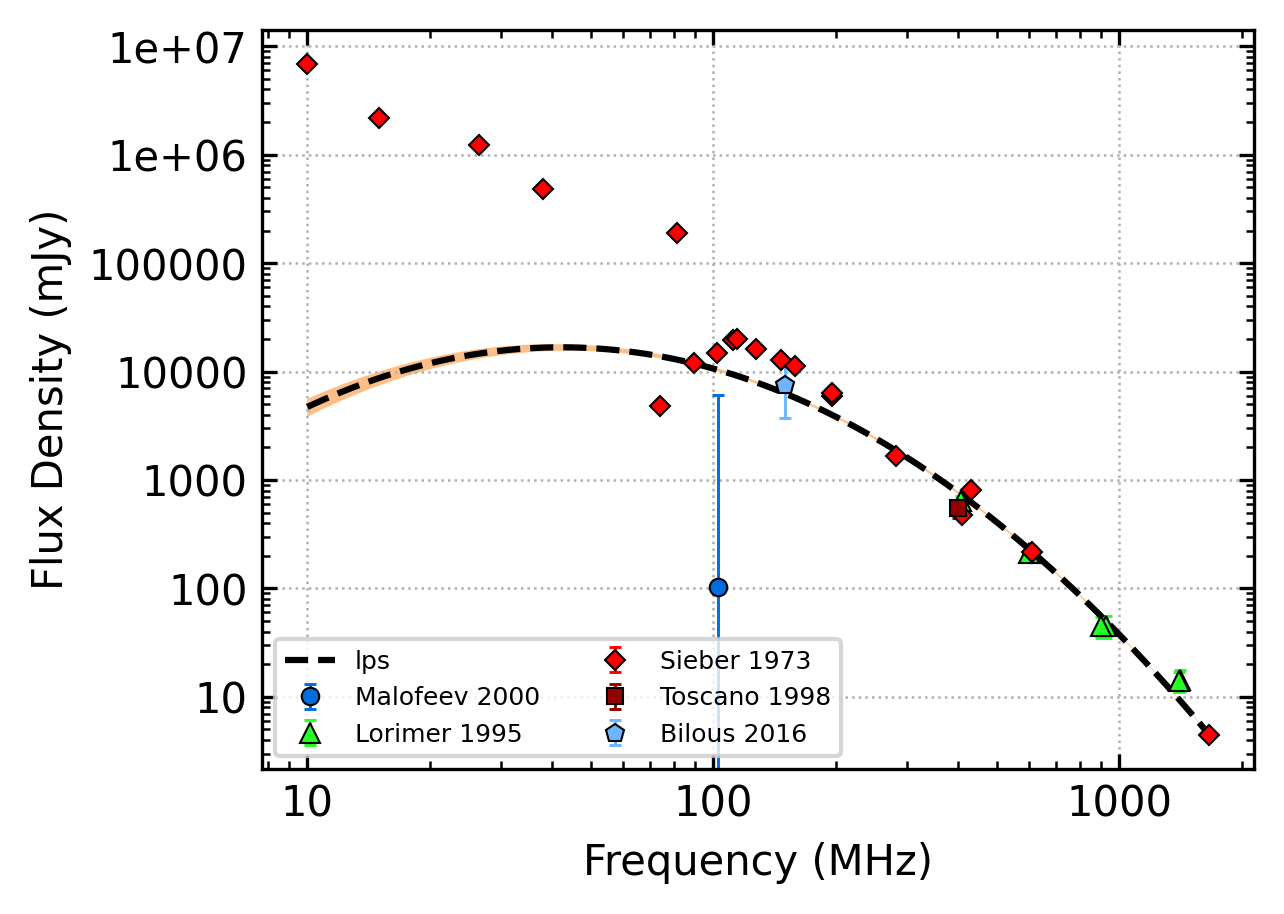 1e+07
1e+06
100000
10000
1000
100
10
Flux Density (mJy)
lps
Malofeev 2000
Lorimer 1995
Sieber 1973
Toscano 1998
Bilous 2016
10
100
1000
Frequency (MHz)